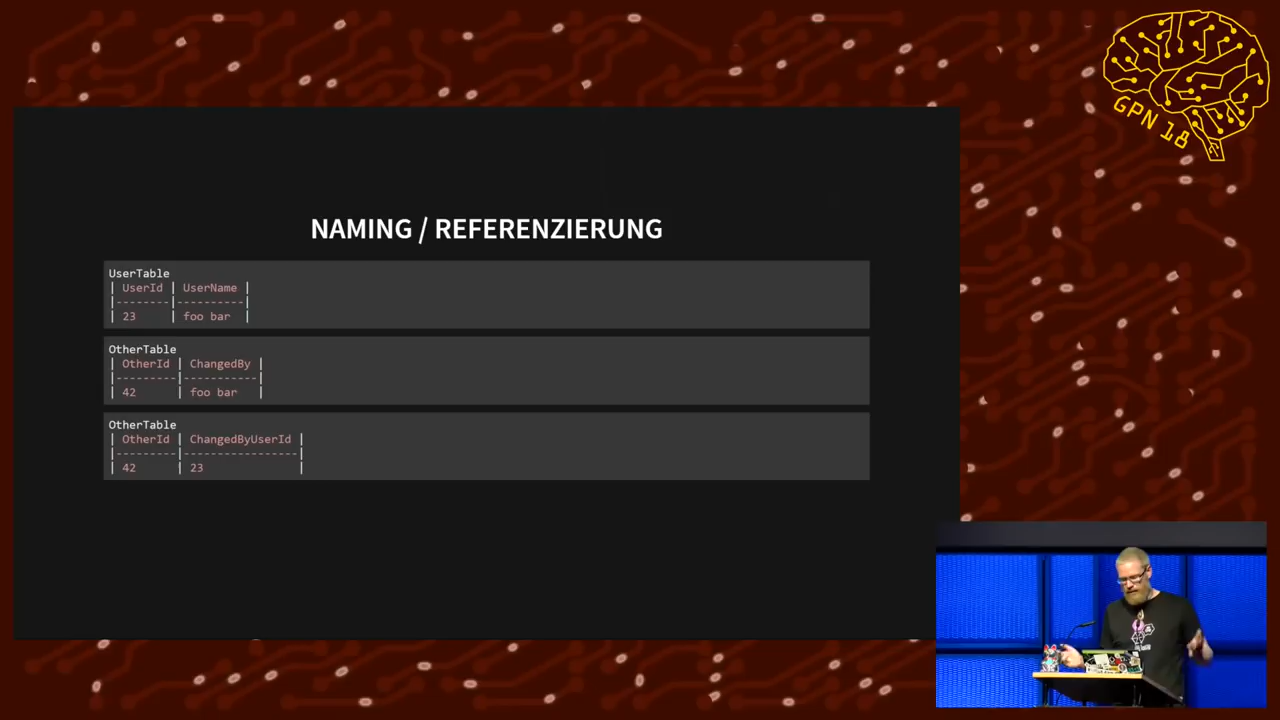 GPN 18
NAMING / REFERENZIERUNG
UserTable
| UserId | UserName |
|--------|----------|
| 23     | foo bar  |
OtherTable
| OtherId | ChangedBy |
|---------|-----------|
| 42      | foo bar   |
OtherTable
| OtherId | ChangedByUserId |
|---------|-----------------|
| 42      | 23              |